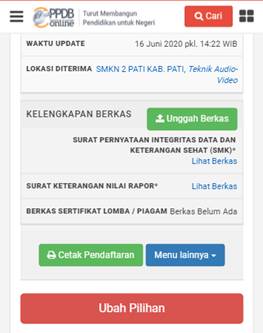 PPDB
online
Turut Membangun
Pendidikan untuk Negeri
Cari
WAKTU UPDATE 16 Juni 2020 pkl. 14:22 WIB
LOKASI DITERIMA SMKN 2 PATI KAB. PATI, Teknik Audio-
Video
KELENGKAPAN BERKAS Unggah Berkas
SURAT PERNYATAAN INTEGRITAS DATA DAN
KETERANGAN SEHAT (SMK)*
Lihat Berkas
SURAT KETERANGAN NILAI RAPOR* Lihat Berkas
BERKAS SERTIFIKAT LOMBA / PIAGAM Berkas Belum Ada
Cetak Pendaftaran Menu lainnya
Ubah Pilihan